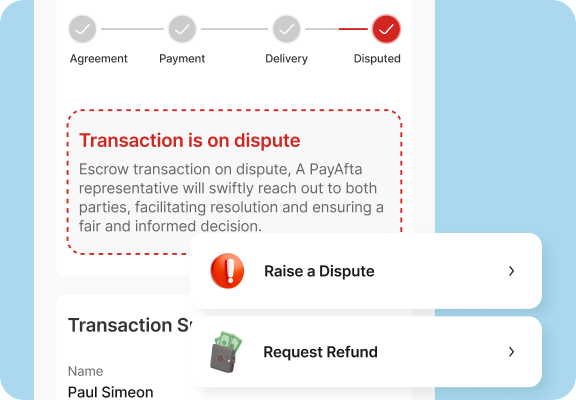 Agreement Payment Delivery Disputed
Transaction is on dispute
Escrow transaction on dispute, A PayAfta
representative will swiftly reach out to both
parties, facilitating resolution and ensuring a
fair and informed decision.
Raise a Dispute
Transaction
Request Refund
Name
Paul Simeon